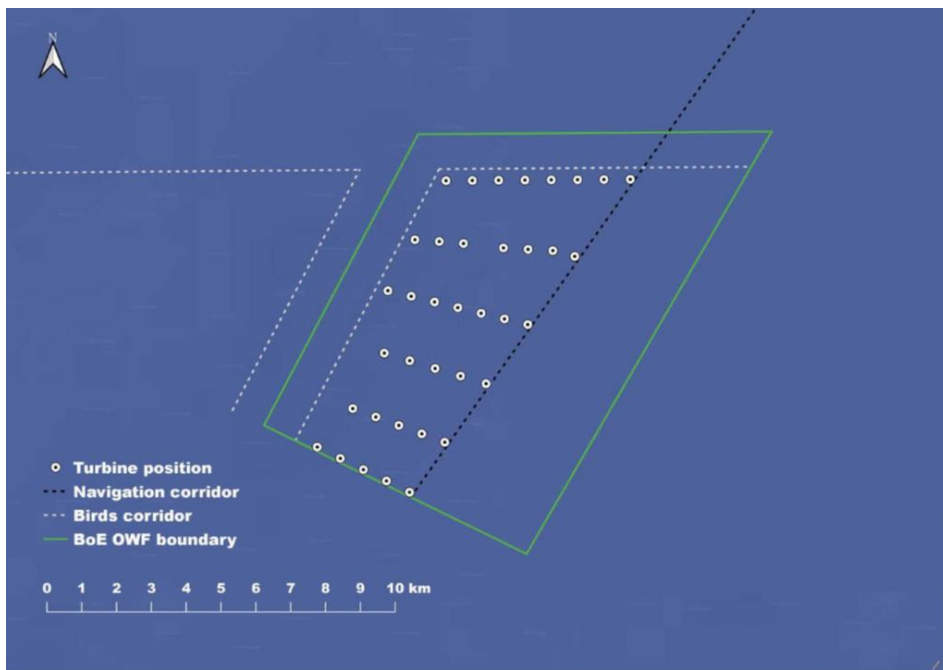 N
Turbine position
Navigation corridor
Birds corridor
BoE OWF boundary
0 1 2 3 4 5 6 7 8 9 10 km